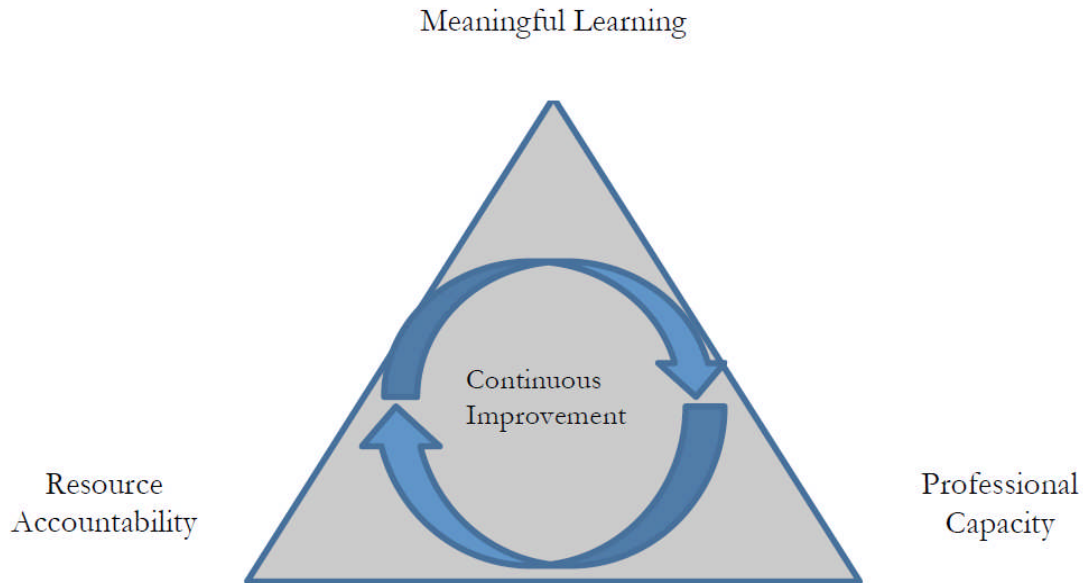 Meaningful Learning
Continuous
Improvement
Resource
Accountability
Professional
Capacity